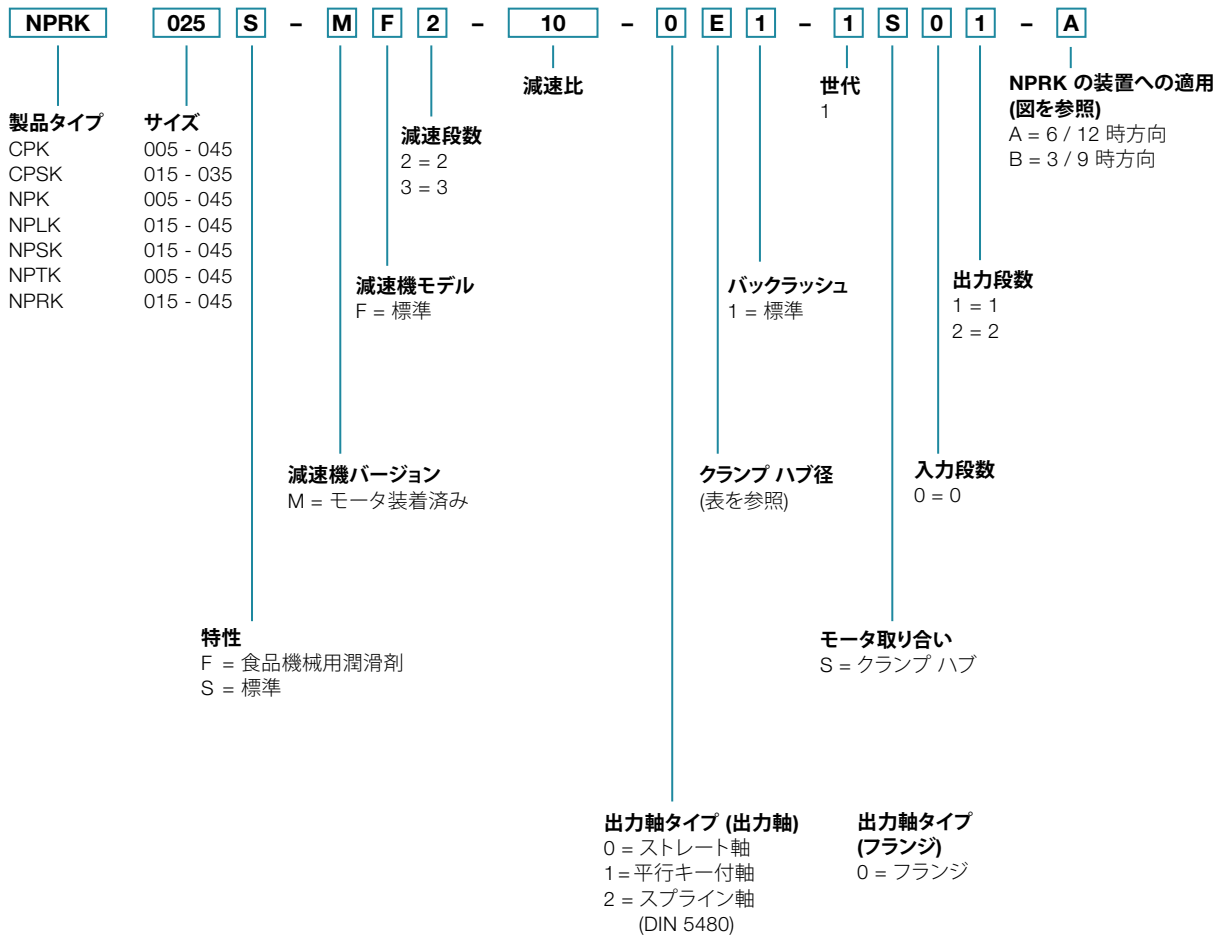 NPRK 025 S – M F 2 – 10 – 0 E 1 – 1 S 0 1 – A
製品タイプ
CPK
CPSK
NPK
NPLK
NPSK
NPTK
NPRK
サイズ
005 - 045
015 - 035
005 - 045
015 - 045
015 - 045
005 - 045
015 - 045
減速段数
2 = 2
3 = 3
減速比
世代
1
NPRK の装置への適用
(図を参照)
A = 6 / 12 時方向
B = 3 / 9 時方向
減速機モデル
F = 標準
バックラッシュ
1 = 標準
出力段数
1 = 1
2 = 2
減速機バージョン
M = モータ装着済み
クランプ ハブ径
(表を参照)
入力段数
0 = 0
特性
F = 食品機械用潤滑剤
S = 標準
モータ取り合い
S = クランプ ハブ
出力軸タイプ (出力軸)
0 = ストレート軸
1 = 平行キー付軸
2 = スプライン軸
(DIN 5480)
出力軸タイプ
(フランジ)
0 = フランジ